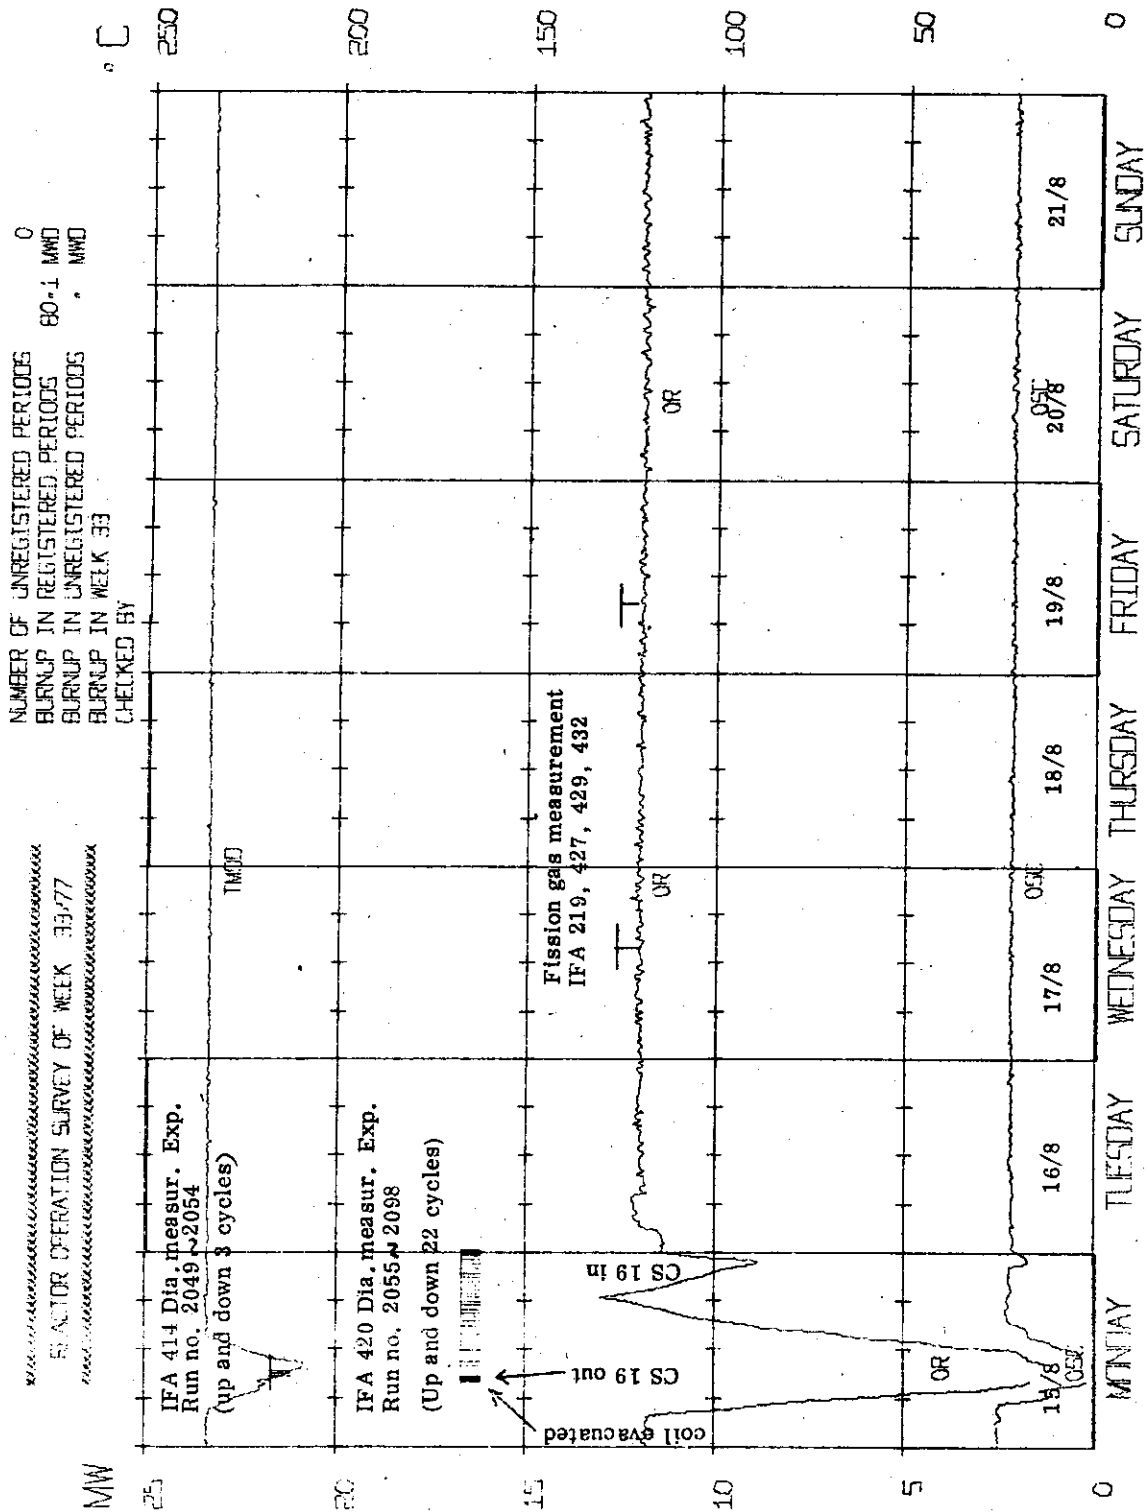 REACTOR OPERATION SURVEY OF WEEK 33/77
NUMBER OF UNREGISTERED PERIODS 0
BURNUP IN REGISTERED PERIODS 80.1 MWD
BURNUP IN UNREGISTERED PERIODS . MWD
BURNUP IN WEEK 33
CHECKED BY
MW
°C
25
20
15
10
5
0
250
200
150
100
50
0
IFA 414 Dia. measur. Exp.
Run no. 2049~2054
(up and down 3 cycles)
IFA 420 Dia. measur. Exp.
Run no. 2055~2098
(Up and down 22 cycles)
coil evacuated
CS 19 out
CS 19 in
TMOD
Fission gas measurement
IFA 219, 427, 429, 432
OR
OR
OR
OSC
OSC
OSC
15/8
16/8
17/8
18/8
19/8
20/8
21/8
MONDAY
TUESDAY
WEDNESDAY
THURSDAY
FRIDAY
SATURDAY
SUNDAY